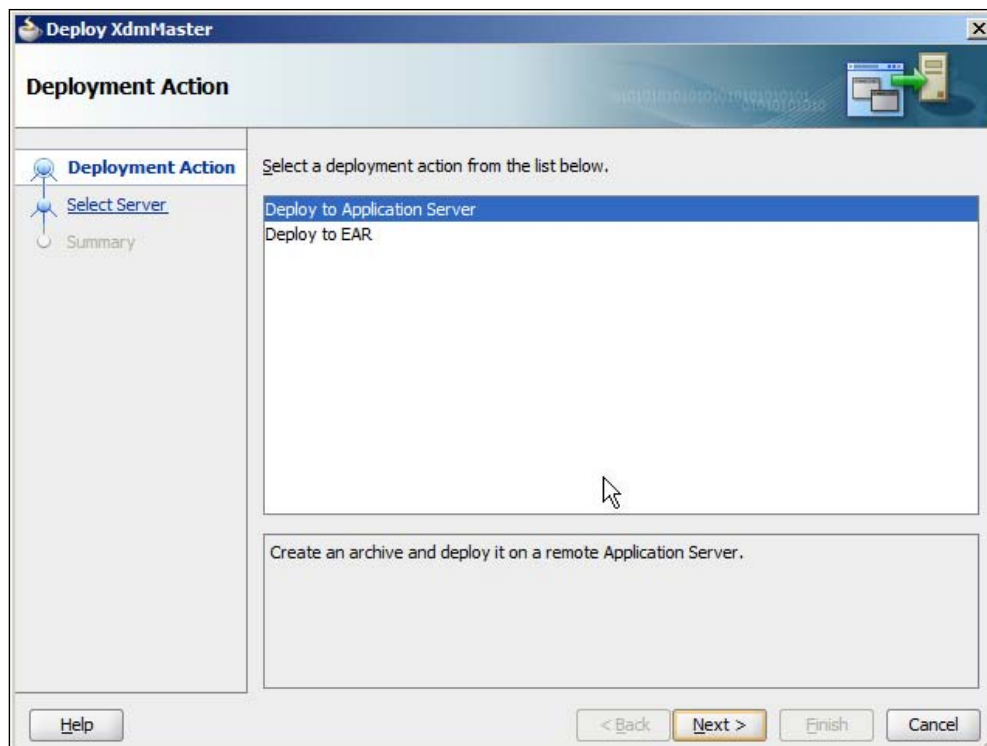 Deploy XdmMaster
Deployment Action
Deployment Action
Select Server
Summary
Select a deployment action from the list below.
Deploy to Application Server
Deploy to EAR
Create an archive and deploy it on a remote Application Server.
Help
< Back
Next >
Finish
Cancel